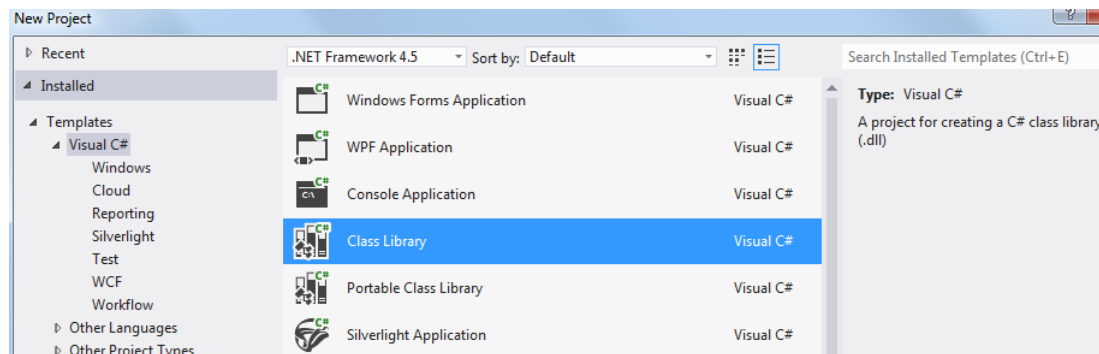 New Project
Recent
Installed
Templates
Visual C#
Windows
Cloud
Reporting
Silverlight
Test
WCF
Workflow
Other Languages
Other Project Types
.NET Framework 4.5 Sort by: Default
Windows Forms Application Visual C#
WPF Application Visual C#
Console Application Visual C#
Class Library Visual C#
Portable Class Library Visual C#
Silverlight Application Visual C#
Search Installed Templates (Ctrl+E)
Type: Visual C#
A project for creating a C# class library
(.dll)